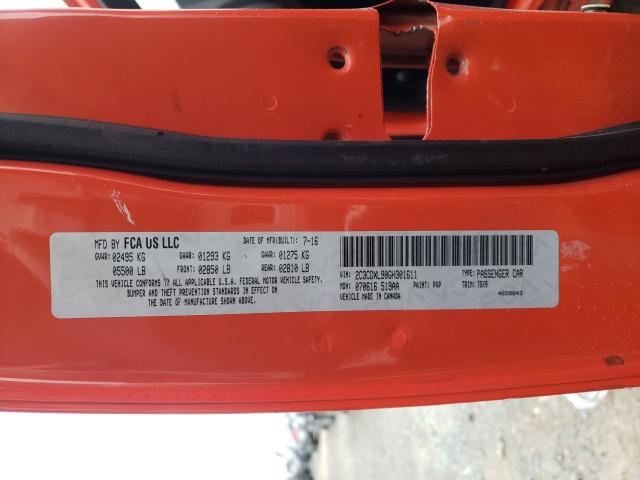 MFD BY FCA US LLC
DATE OF MFR(BUILT): 7-16
GVWR: 02495 KG GAWR: 01293 KG GAWR: 01275 KG
05500 LB FRONT: 02850 LB REAR: 02810 LB
THIS VEHICLE CONFORMS TO ALL APPLICABLE U.S.A. FEDERAL MOTOR VEHICLE SAFETY,
BUMPER AND THEFT PREVENTION STANDARDS IN EFFECT ON
THE DATE OF MANUFACTURE SHOWN ABOVE.
VIN: 2C3CDXL90GH301611 TYPE: PASSENGER CAR
MDH: 070616 519AA PAINT: PVP TRIM: TSX9
VEHICLE MADE IN CANADA 4659843